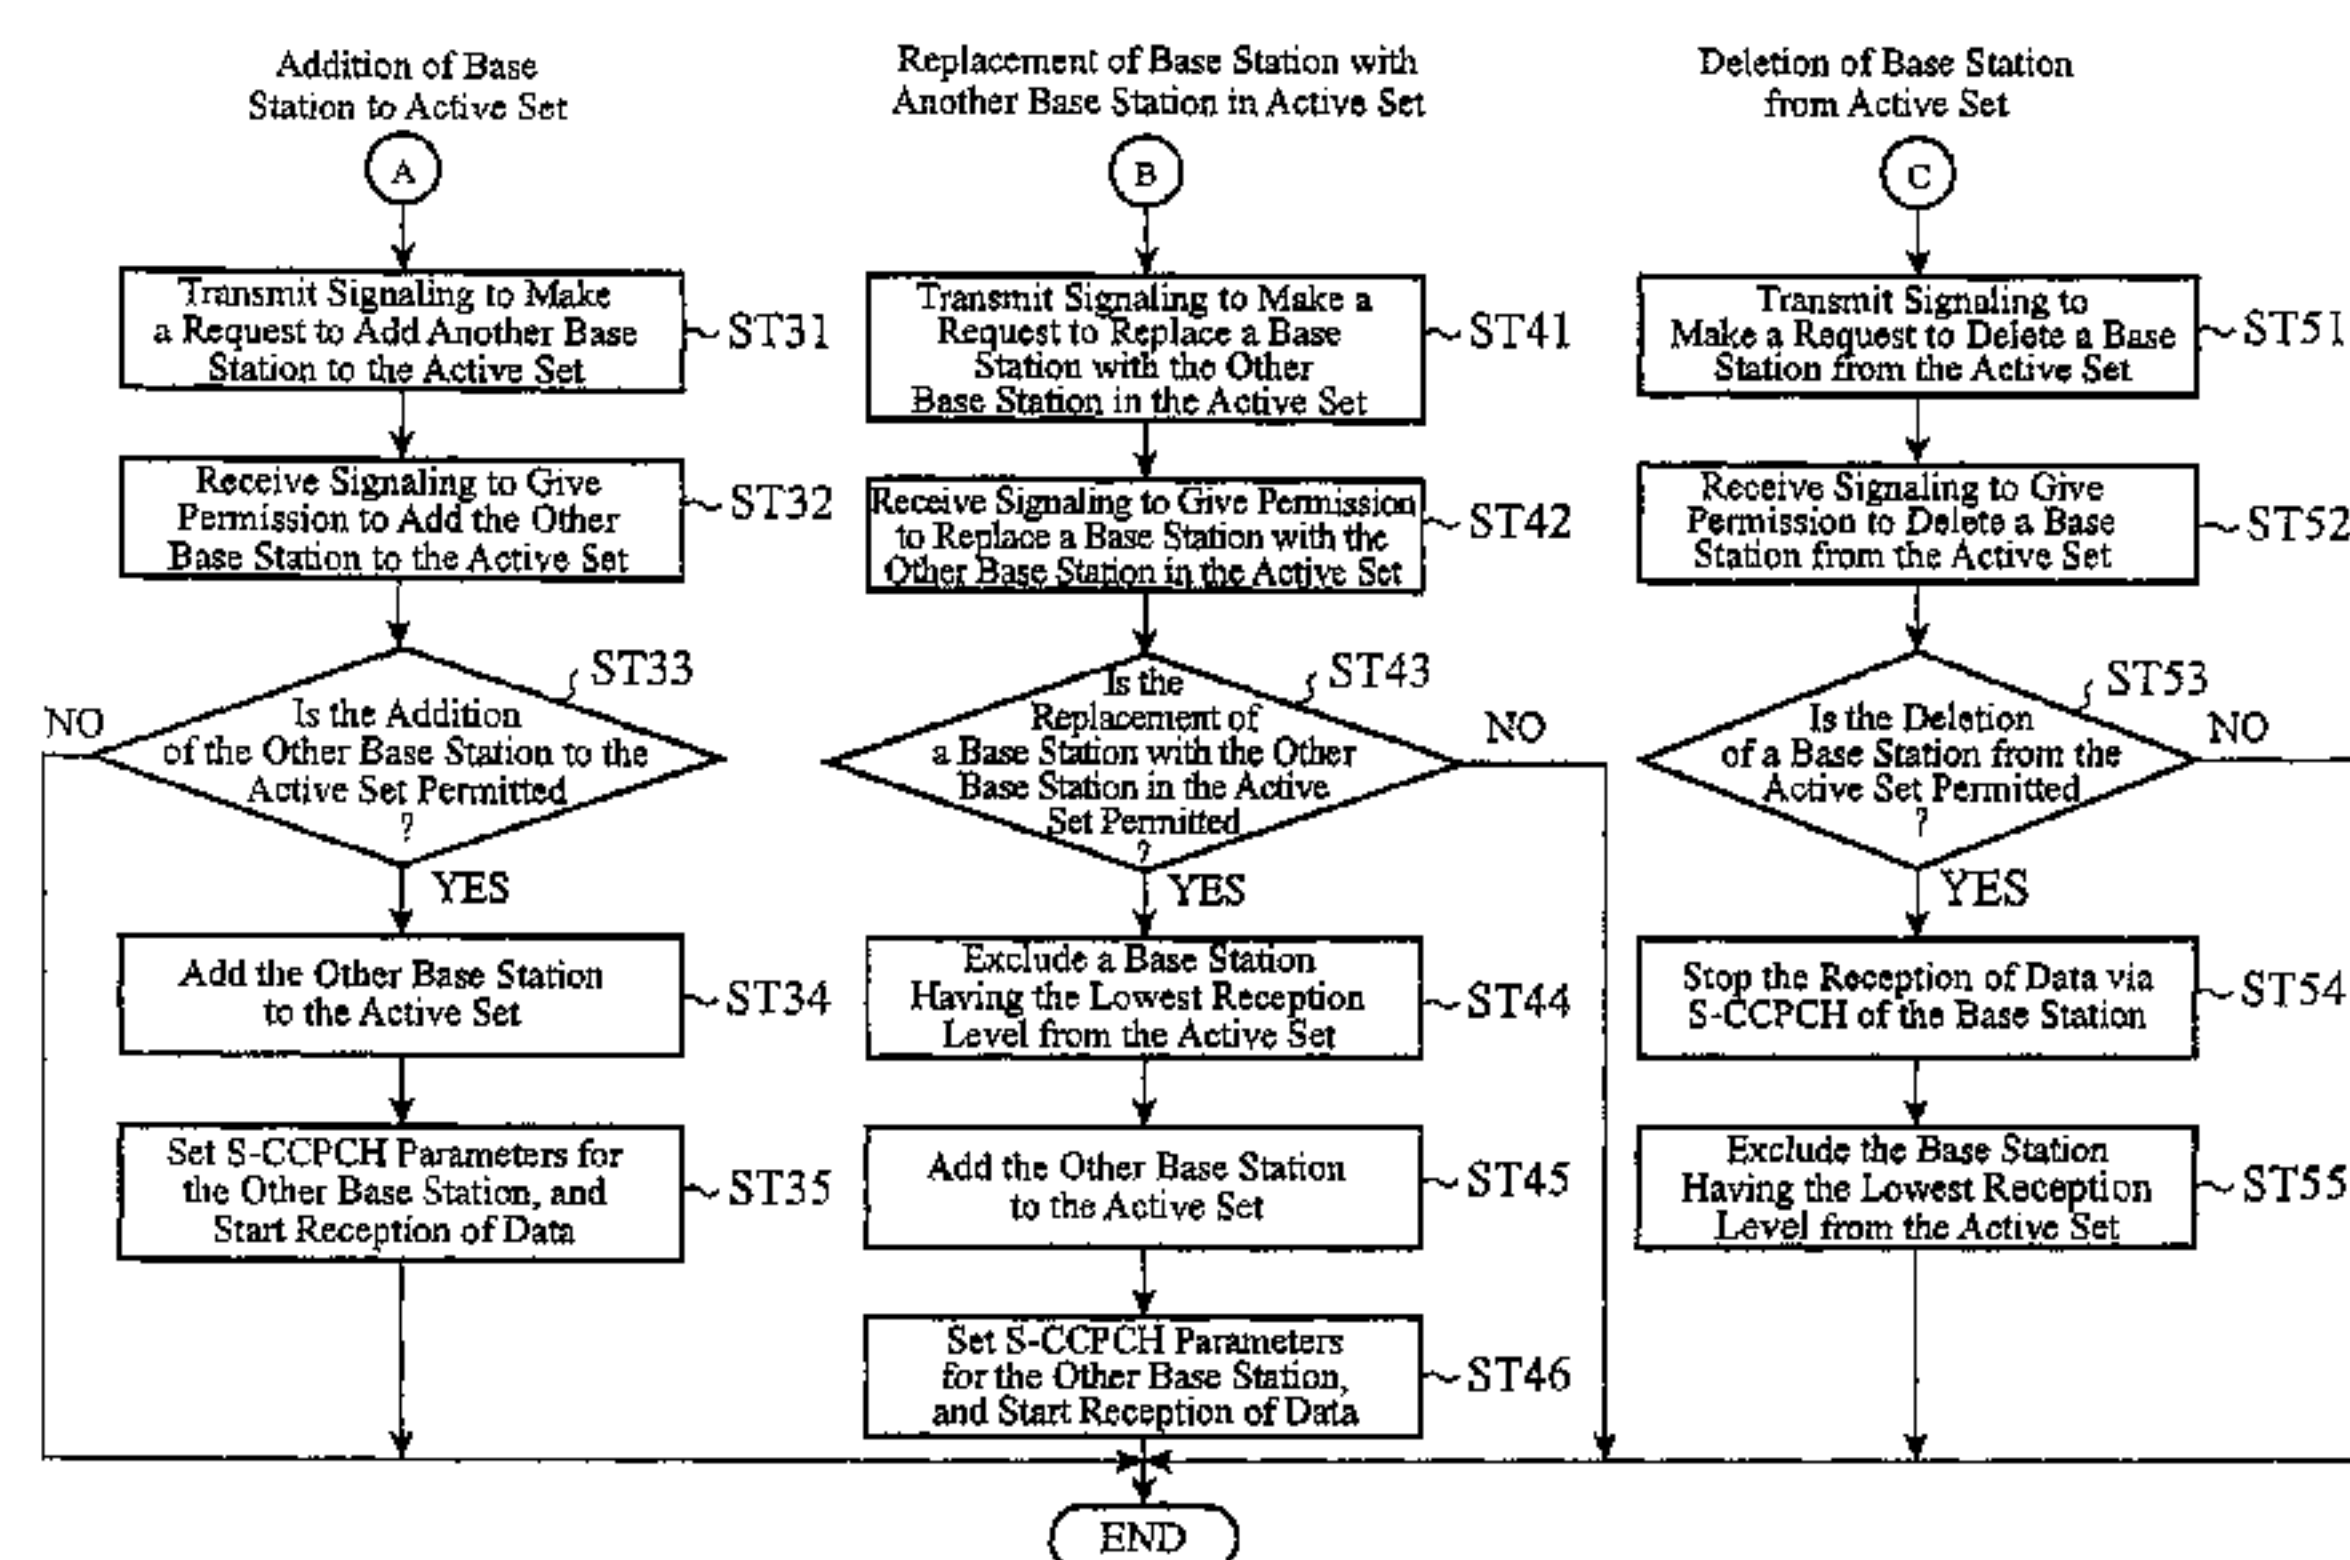 Addition of Base
Station to Active Set
A
Transmit Signaling to Make
a Request to Add Another Base
Station to the Active Set
ST31
Receive Signaling to Give
Permission to Add the Other
Base Station to the Active Set
ST32
ST33
NO
Is the Addition
of the Other Base Station to the
Active Set Permitted
?
YES
Add the Other Base Station
to the Active Set
ST34
Set S-CCPCH Parameters for
the Other Base Station, and
Start Reception of Data
ST35
Replacement of Base Station with
Another Base Station in Active Set
B
Transmit Signaling to Make a
Request to Replace a Base
Station with the Other
Base Station in the Active Set
ST41
Receive Signaling to Give Permission
to Replace a Base Station with the
Other Base Station in the Active Set
ST42
ST43
Is the
Replacement of
a Base Station with the Other
Base Station in the Active
Set Permitted
?
NO
YES
Exclude a Base Station
Having the Lowest Reception
Level from the Active Set
ST44
Add the Other Base Station
to the Active Set
ST45
Set S-CCPCH Parameters
for the Other Base Station,
and Start Reception of Data
ST46
Deletion of Base Station
from Active Set
C
Transmit Signaling to
Make a Request to Delete a Base
Station from the Active Set
ST51
Receive Signaling to Give
Permission to Delete a Base
Station from the Active Set
ST52
ST53
Is the Deletion
of a Base Station from the
Active Set Permitted
?
NO
YES
Stop the Reception of Data via
S-CCPCH of the Base Station
ST54
Exclude the Base Station
Having the Lowest Reception
Level from the Active Set
ST55
END